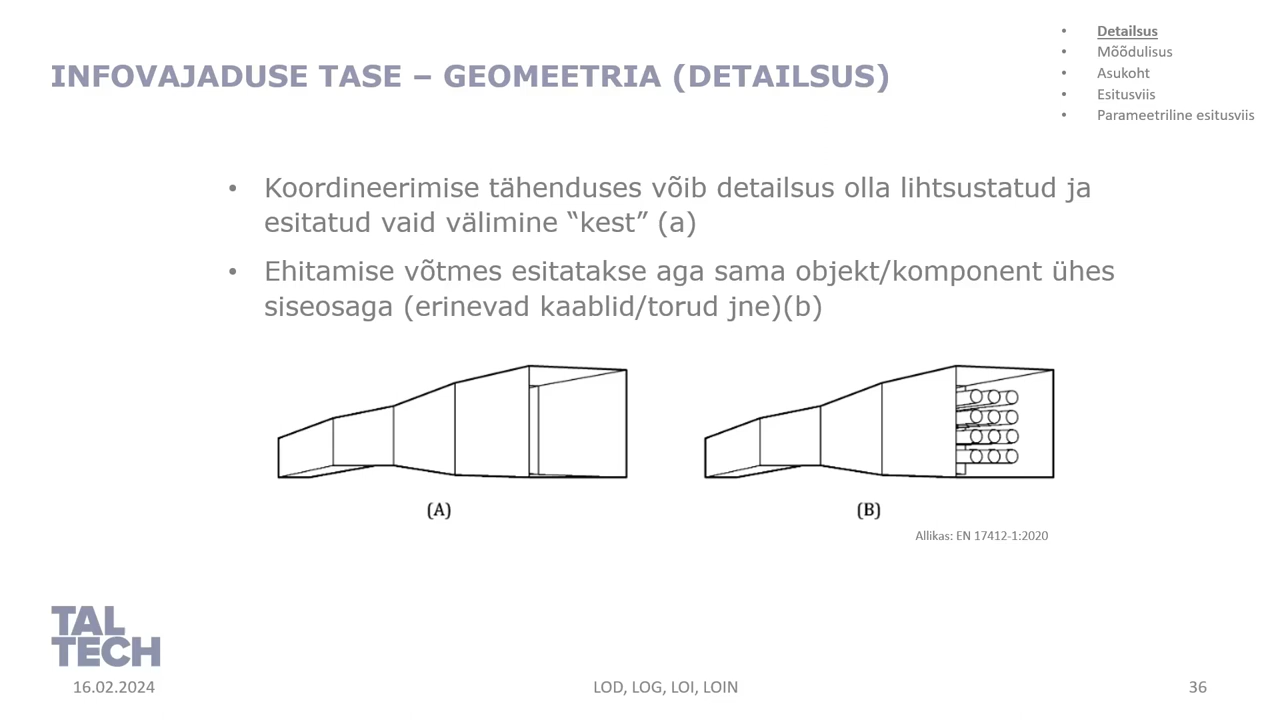 • Detailsus
• Mõõdulisus
• Asukoht
• Esitusviis
• Parameetriline esitusviis
INFOVAJADUSE TASE – GEOMEETRIA (DETAILSUS)
• Koordineerimise tähenduses võib detailsus olla lihtsustatud ja
esitatud vaid välimine “kest” (a)
• Ehitamise võtmes esitatakse aga sama objekt/komponent ühes
siseosaga (erinevad kaablid/torud jne)(b)
(A)
(B)
Allikas: EN 17412-1:2020
TAL
TECH
16.02.2024
LOD, LOG, LOI, LOIN
36